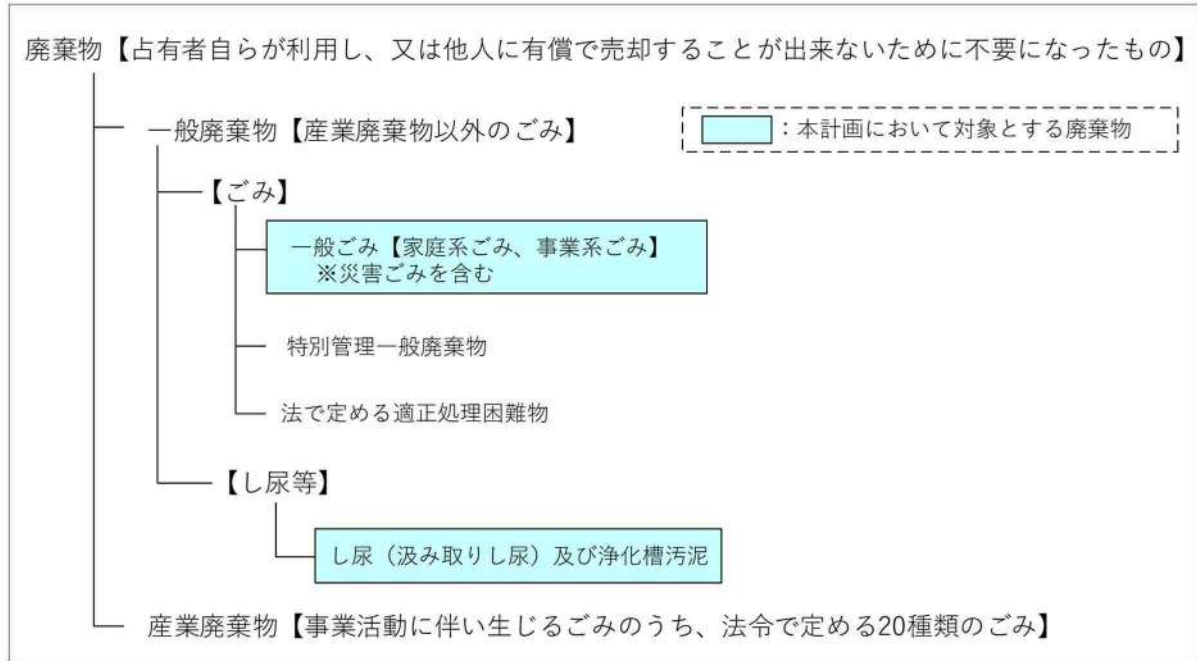 廃棄物【占有者自らが利用し、又は他人に有償で売却することが出来ないために不要になったもの】
一般廃棄物【産業廃棄物以外のごみ】
：本計画において対象とする廃棄物
【ごみ】
一般ごみ【家庭系ごみ、事業系ごみ】
※災害ごみを含む
特別管理一般廃棄物
法で定める適正処理困難物
【し尿等】
し尿（汲み取りし尿）及び浄化槽汚泥
産業廃棄物【事業活動に伴い生じるごみのうち、法令で定める20種類のごみ】